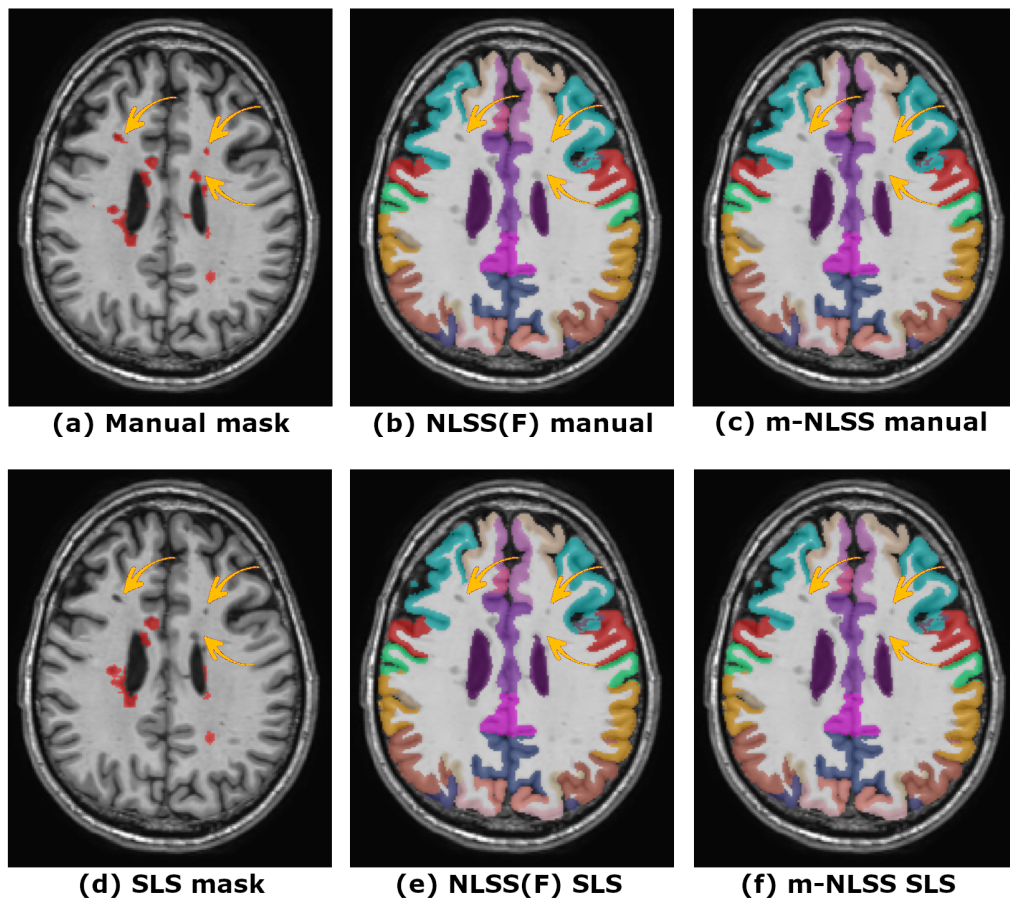 (a) Manual mask
(b) NLSS(F) manual
(c) m-NLSS manual
(d) SLS mask
(e) NLSS(F) SLS
(f) m-NLSS SLS